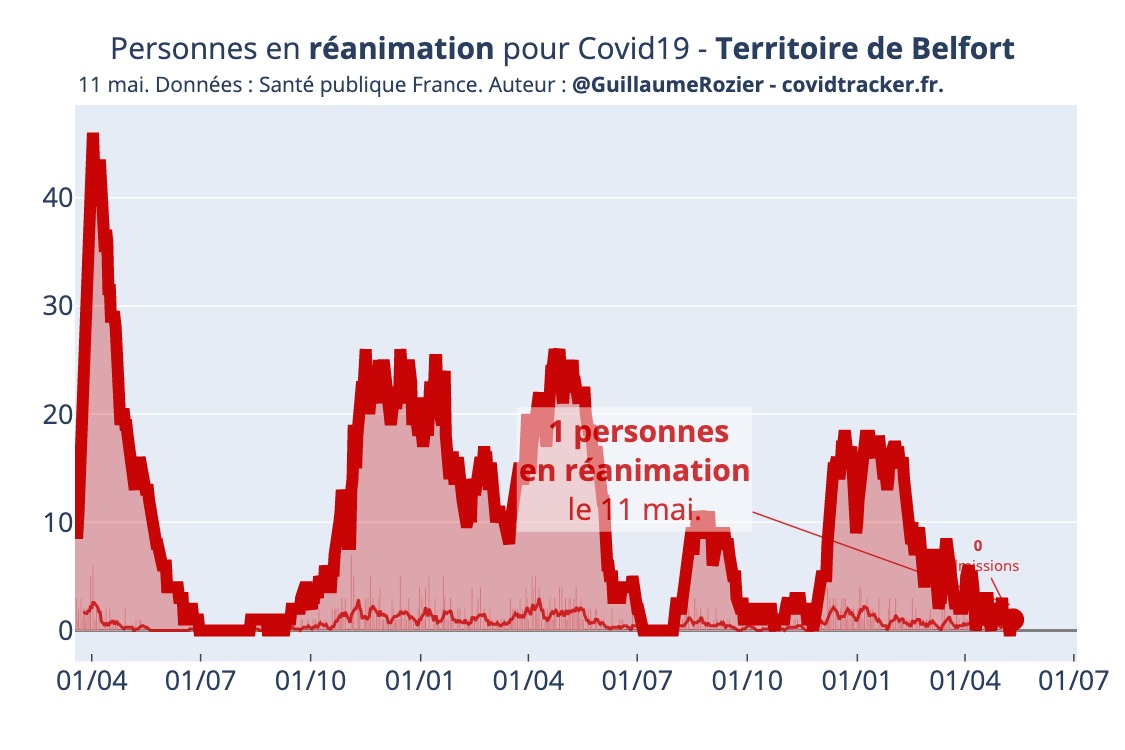 Personnes en réanimation pour Covid19 - Territoire de Belfort
11 mai. Données : Santé publique France. Auteur : @GuillaumeRozier - covidtracker.fr.
40
30
20
10
0
1 personnes
en réanimation
le 11 mai.
0
01/04 01/07 01/10 01/01 01/04 01/07 01/10 01/01 01/04 01/07